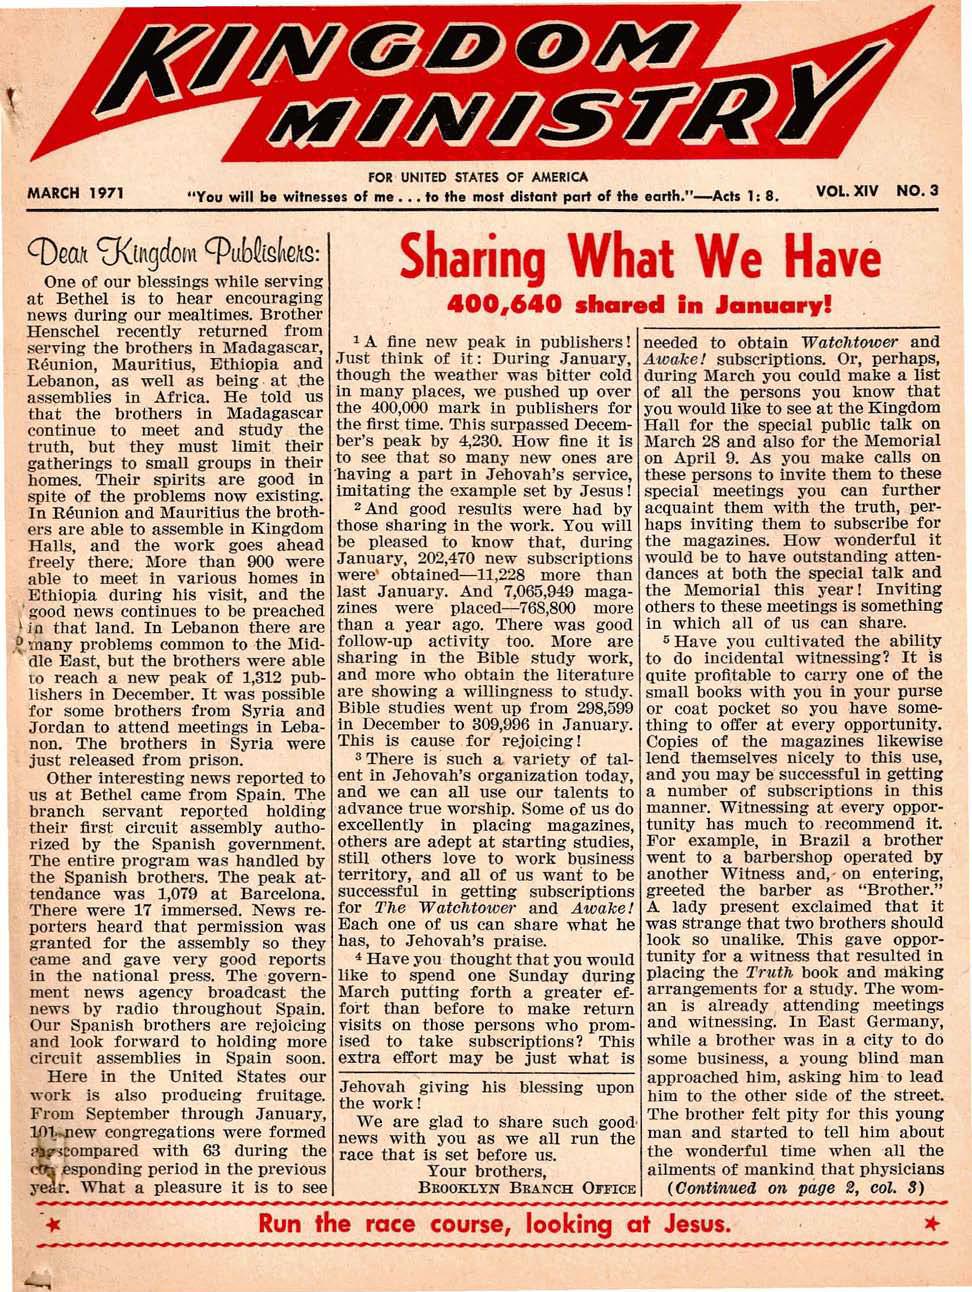 KINGDOM
MINISTRY
FOR UNITED STATES OF AMERICA
MARCH 1971
"You will be witnesses of me . . . to the most distant part of the earth."—Acts 1: 8.
VOL. XIV NO. 3
Dear Kingdom Publishers:
One of our blessings while serving
at Bethel is to hear encouraging
news during our mealtimes. Brother
Henschel recently returned from
serving the brothers in Madagascar,
Réunion, Mauritius, Ethiopia and
Lebanon, as well as being at the
assemblies in Africa. He told us
that the brothers in Madagascar
continue to meet and study the
truth, but they must limit their
gatherings to small groups in their
homes. Their spirits are good in
spite of the problems now existing.
In Réunion and Mauritius the broth-
ers are able to assemble in Kingdom
Halls, and the work goes ahead
freely there. More than 900 were
able to meet in various homes in
Ethiopia during his visit, and the
good news continues to be preached
in that land. In Lebanon there are
many problems common to the Mid-
dle East, but the brothers were able
to reach a new peak of 1,312 pub-
lishers in December. It was possible
for some brothers from Syria and
Jordan to attend meetings in Leba-
non. The brothers in Syria were
just released from prison.
Other interesting news reported to
us at Bethel came from Spain. The
branch servant reported holding
their first circuit assembly autho-
rized by the Spanish government.
The entire program was handled by
the Spanish brothers. The peak at-
tendance was 1,079 at Barcelona.
There were 17 immersed. News re-
porters heard that permission was
granted for the assembly so they
came and gave very good reports
in the national press. The govern-
ment news agency broadcast the
news by radio throughout Spain.
Our Spanish brothers are rejoicing
and look forward to holding more
circuit assemblies in Spain soon.
Here in the United States our
work is also producing fruitage.
From September through January,
101 new congregations were formed
as compared with 63 during the
corresponding period in the previous
year. What a pleasure it is to see
Sharing What We Have
400,640 shared in January!
1 A fine new peak in publishers!
Just think of it: During January,
though the weather was bitter cold
in many places, we pushed up over
the 400,000 mark in publishers for
the first time. This surpassed Decem-
ber's peak by 4,230. How fine it is
to see that so many new ones are
having a part in Jehovah's service,
imitating the example set by Jesus!
2 And good results were had by
those sharing in the work. You will
be pleased to know that, during
January, 202,470 new subscriptions
were obtained—11,228 more than
last January. And 7,065,949 maga-
zines were placed—768,800 more
than a year ago. There was good
follow-up activity too. More are
sharing in the Bible study work,
and more who obtain the literature
are showing a willingness to study.
Bible studies went up from 298,599
in December to 309,996 in January.
This is cause for rejoicing!
3 There is such a variety of tal-
ent in Jehovah's organization today,
and we can all use our talents to
advance true worship. Some of us do
excellently in placing magazines,
others are adept at starting studies,
still others love to work business
territory, and all of us want to be
successful in getting subscriptions
for The Watchtower and Awake!
Each one of us can share what he
has, to Jehovah's praise.
4 Have you thought that you would
like to spend one Sunday during
March putting forth a greater ef-
fort than before to make return
visits on those persons who prom-
ised to take subscriptions? This
extra effort may be just what is
Jehovah giving his blessing upon
the work!
We are glad to share such good
news with you as we all run the
race that is set before us.
Your brothers,
BROOKLYN BRANCH OFFICE
needed to obtain Watchtower and
Awake! subscriptions. Or, perhaps,
during March you could make a list
of all the persons you know that
you would like to see at the Kingdom
Hall for the special public talk on
March 28 and also for the Memorial
on April 9. As you make calls on
these persons to invite them to these
special meetings you can further
acquaint them with the truth, per-
haps inviting them to subscribe for
the magazines. How wonderful it
would be to have outstanding atten-
dances at both the special talk and
the Memorial this year! Inviting
others to these meetings is something
in which all of us can share.
5 Have you cultivated the ability
to do incidental witnessing? It is
quite profitable to carry one of the
small books with you in your purse
or coat pocket so you have some-
thing to offer at every opportunity.
Copies of the magazines likewise
lend themselves nicely to this use,
and you may be successful in getting
a number of subscriptions in this
manner. Witnessing at every oppor-
tunity has much to recommend it.
For example, in Brazil a brother
went to a barbershop operated by
another Witness and, on entering,
greeted the barber as "Brother."
A lady present exclaimed that it
was strange that two brothers should
look so unalike. This gave oppor-
tunity for a witness that resulted in
placing the Truth book and making
arrangements for a study. The wom-
an is already attending meetings
and witnessing. In East Germany,
while a brother was in a city to do
some business, a young blind man
approached him, asking him to lead
him to the other side of the street.
The brother felt pity for this young
man and started to tell him about
the wonderful time when all the
ailments of mankind that physicians
(Continued on page 2, col. 3)
* Run the race course, looking at Jesus. *